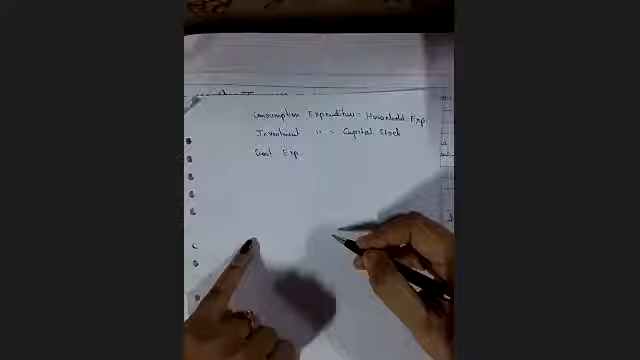 Consumption Expenditure = Household Exp
Investment " = Capital Stock
Govt Exp